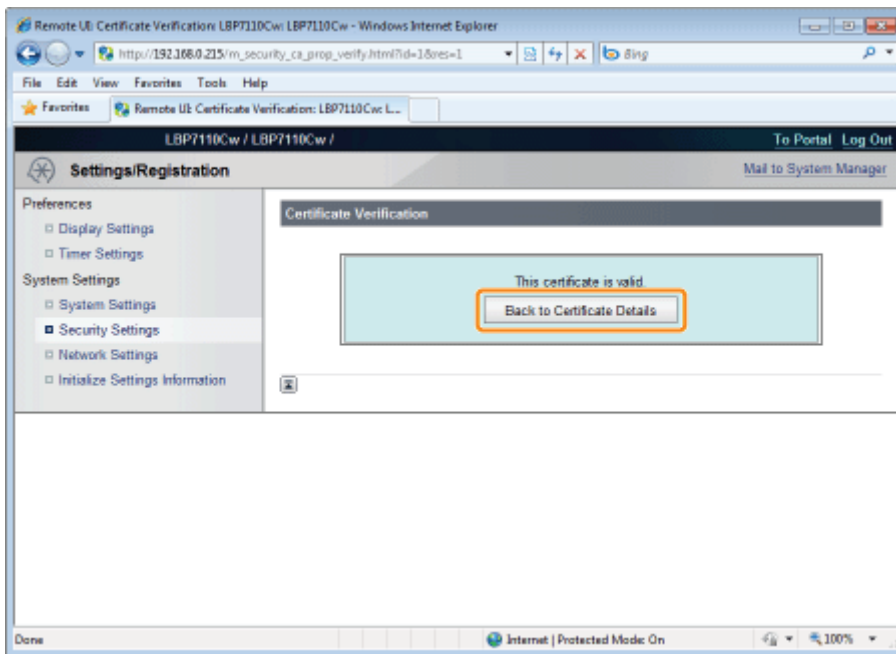 Remote UI: Certificate Verification: LBP7110Cw: LBP7110Cw - Windows Internet Explorer
http://192.168.0.215/m_security_ca_prop_verify.html?id=1&res=1
Bing
File Edit View Favorites Tools Help
Favorites Remote UI: Certificate Verification: LBP7110Cw: L...
LBP7110Cw / LBP7110Cw / To Portal Log Out
Settings/Registration Mail to System Manager
Preferences
Certificate Verification
Display Settings
Timer Settings
System Settings
This certificate is valid.
System Settings
Back to Certificate Details
Security Settings
Network Settings
Initialize Settings Information
Done Internet | Protected Mode: On 100%